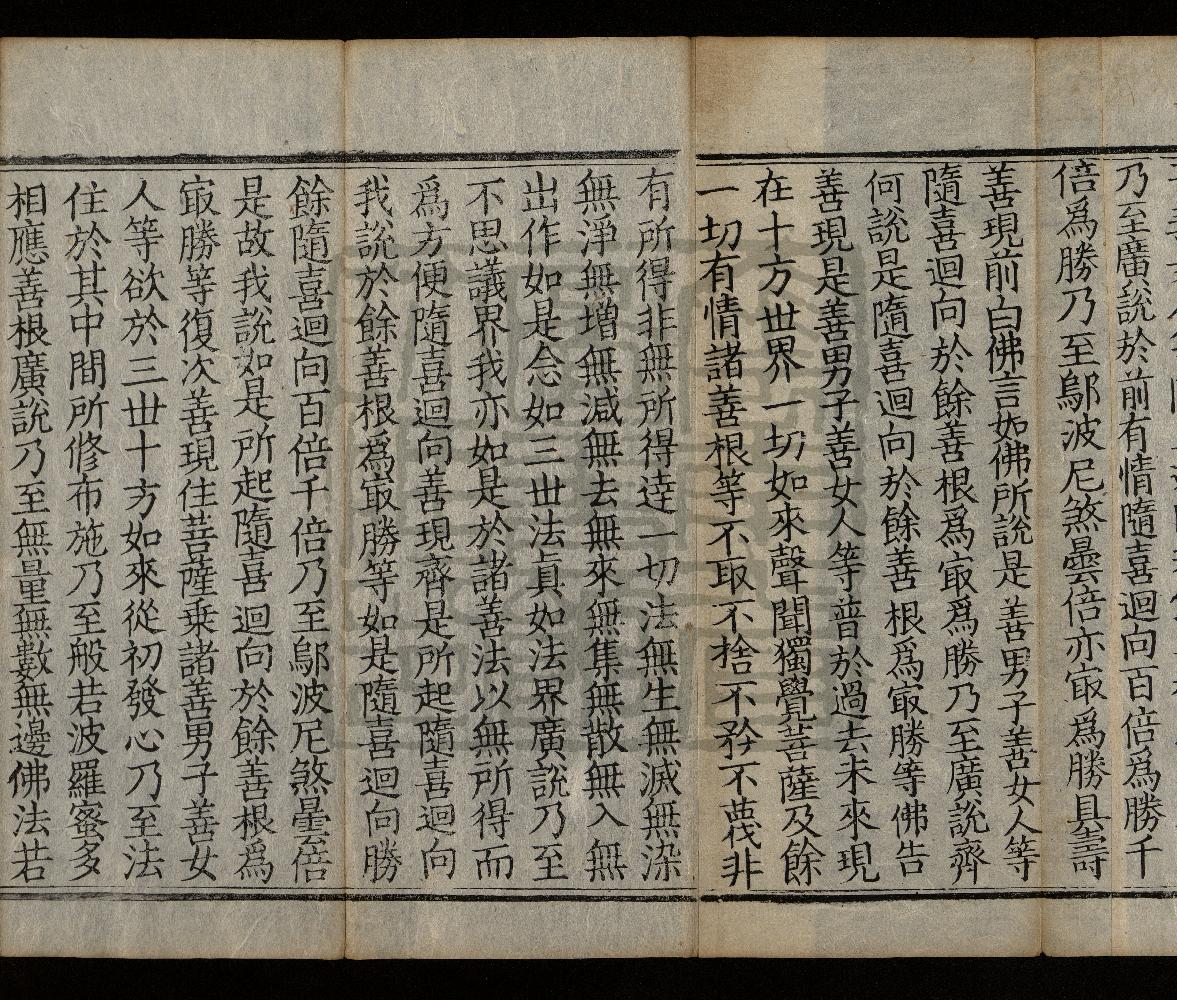 乃至廣說於前有情隨喜迴向百倍爲勝千
倍爲勝乃至鄔波尼煞曇倍亦㝡爲勝具壽
善現前白佛言如佛所說是善男子善女人等
隨喜迴向於餘善根爲㝡爲勝乃至廣說齊
何說是隨喜迴向於餘善根爲㝡勝等佛告
善現是善男子善女人等普於過去未來現
在十方世界一切如來聲聞獨覺菩薩及餘
一切有情諸善根等不取不捨不矜不蔑非
有所得非無所得達一切法無生無滅無染
無淨無增無減無去無來無集無散無入無
出作如是念如三世法真如法界廣說乃至
不思議界我亦如是於諸善法以無所得而
爲方便隨喜迴向善現齊是所起隨喜迴向
我說於餘善根爲㝡勝等如是隨喜迴向勝
餘隨喜迴向百倍千倍乃至鄔波尼煞曇倍
是故我說如是所起隨喜迴向於餘善根爲
㝡勝等復次善現住菩薩乗諸善男子善女
人等欲於三世十方如來從初發心乃至法
住於其中間所修布施乃至般若波羅蜜多
相應善根廣說乃至無量無數無邊佛法若